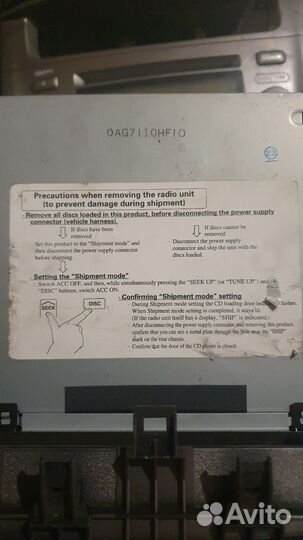 QAG7110HFIO
Precautions when removing the radio unit
(to prevent damage during shipment)
Remove all discs loaded in this product, before disconnecting the power supply
connector (vehicle harness).
If discs have been
removed
If discs cannot be
removed
Set this product to the "Shipment mode" and
then disconnect the power supply connector
before shipping.
Disconnect the power supply
connector and ship the unit with the
discs loaded.
Setting the "Shipment mode"
Switch ACC OFF, and then, while simultaneously pressing the "SEEK UP" (or "TUNE UP") and
"DISC" buttons, switch ACC ON.
SEEK
DISC
Confirming "Shipment mode" setting
During Shipment mode setting the CD loading door flashes.
When Shipment mode setting is completed, it stays lit.
(If the radio unit itself has a display, "SHIP" is indicated.)
After disconnecting the power supply connector and removing this product,
confirm that you can see a metal plate through the hole near the "SHIP"
mark on the rear chassis.
Confirm that the door of the CD player is closed.
Avito